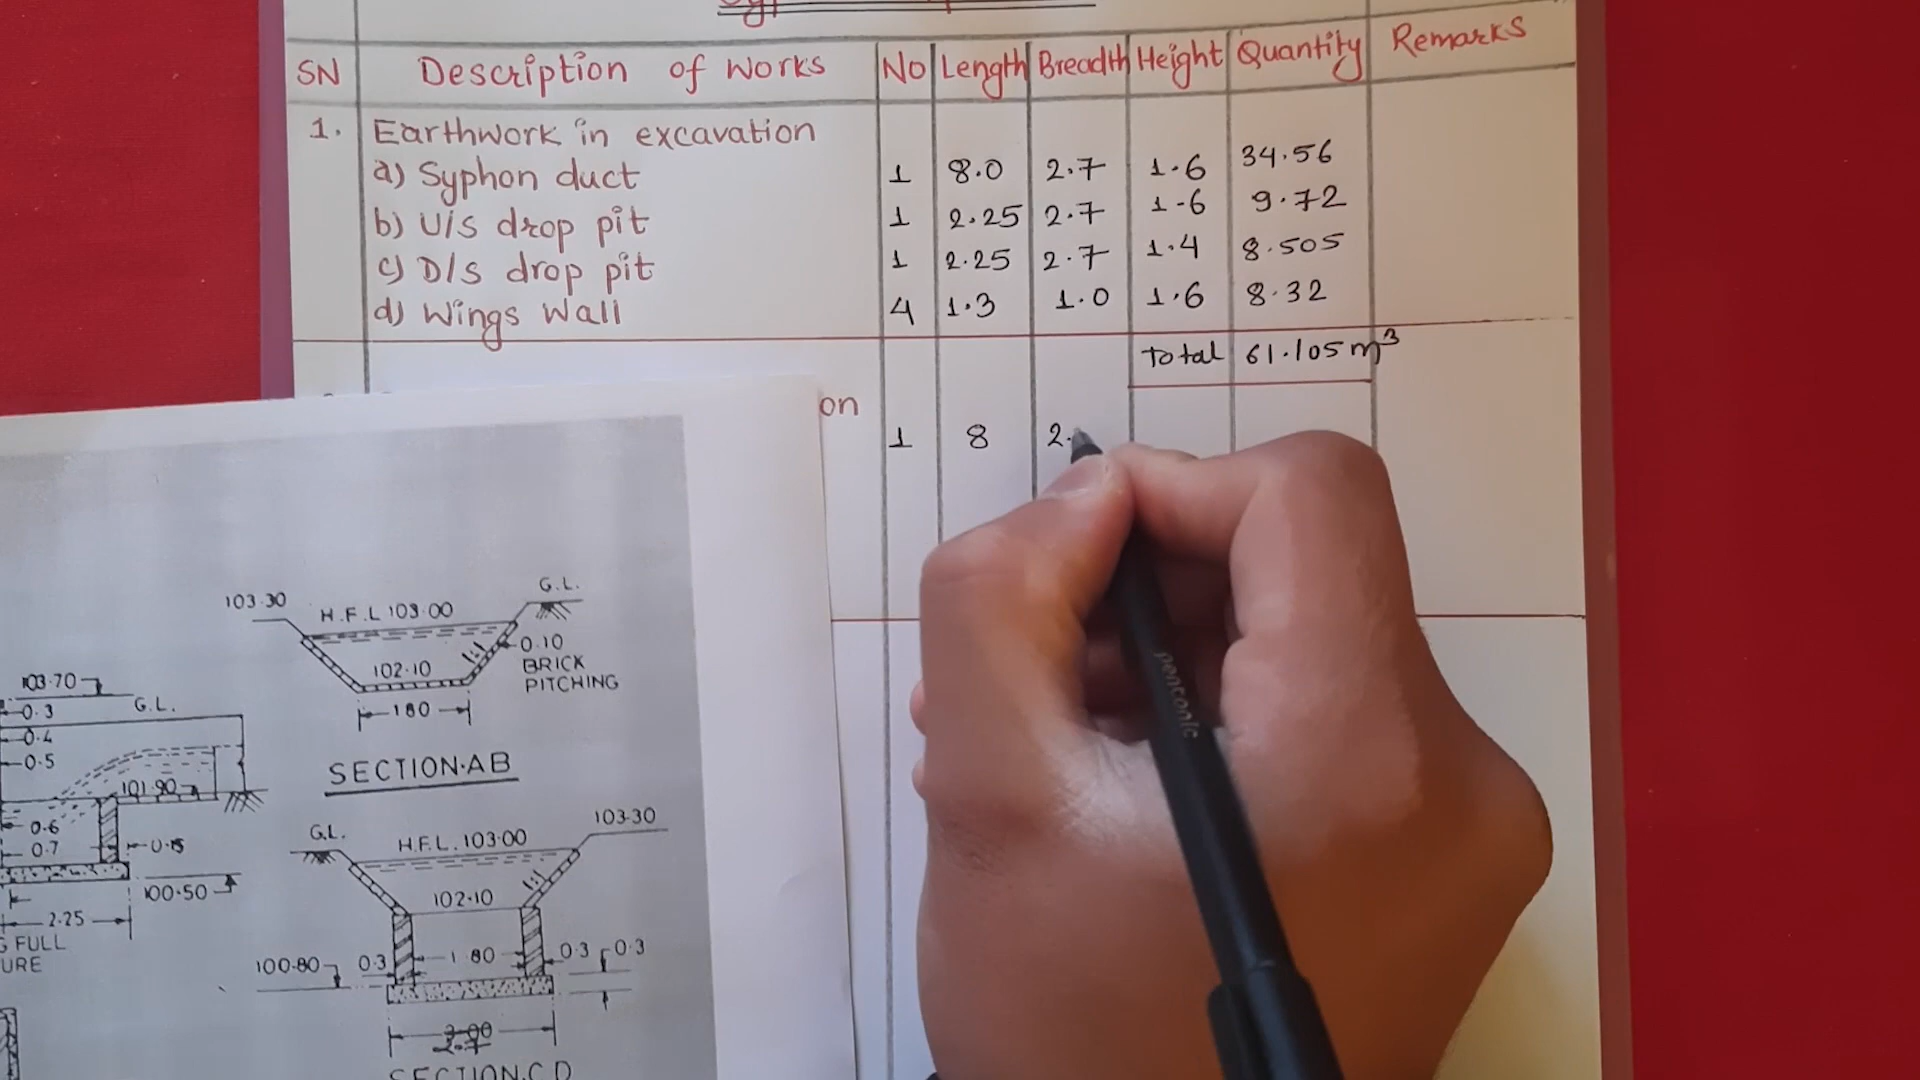 SN Description of Works No Length Breadth Height Quantity Remarks
1. Earthwork in excavation
a) Syphon duct 1 8.0 2.7 1.6 34.56
b) U/S drop pit 1 2.25 2.7 1-6 9.72
c) D/S drop pit 1 2.25 2.7 1.4 8.505
d) Wings Wall 4 1.3 1.0 1.6 8.32
Total 61.105 m³
on
1 8 2.
103.30 H.F.L 103.00 G.L.
0.10
BRICK
PITCHING
102.10
180
SECTION.AB
103.70
0.3 G.L.
0.4
0.5
101.90
0.6
0.7 0.15
100.50
2.25
FULL
URE
G.L. H.F.L. 103.00 103.30
102.10
100.80 0.3 1.80 0.3 0.3
2.7
SECTION.CD
pentonic